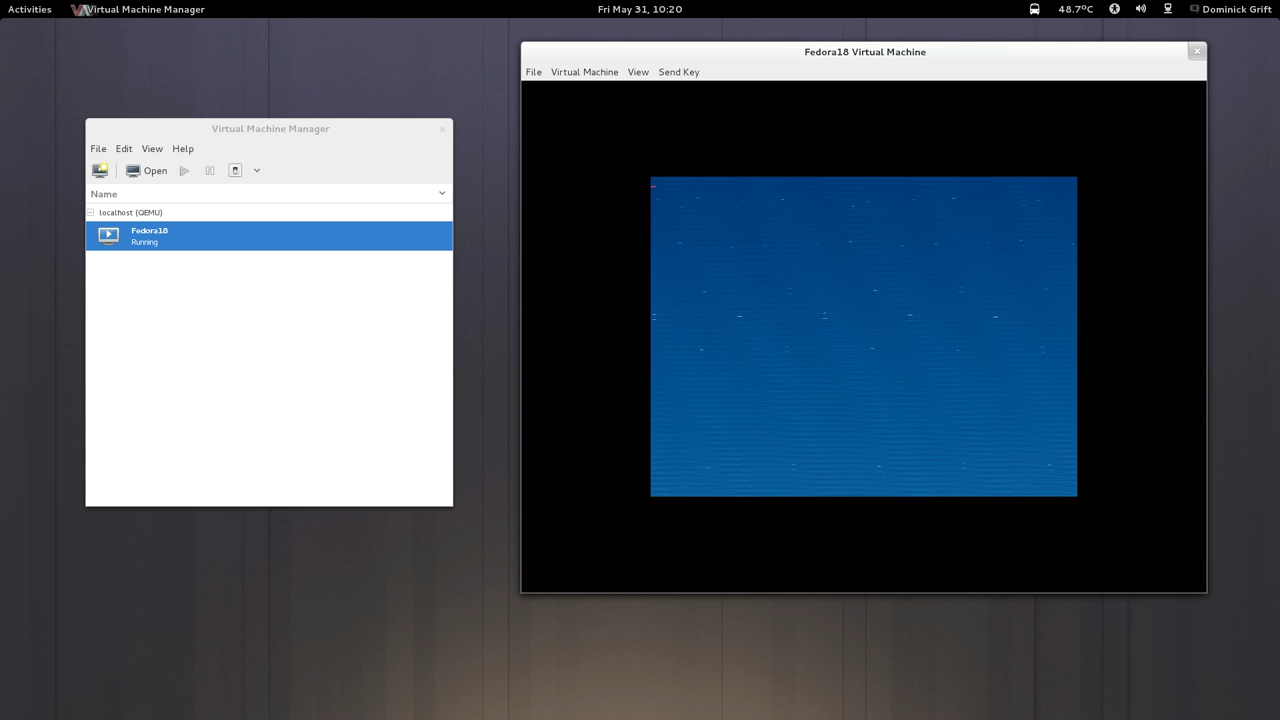 Activities Virtual Machine Manager Fri May 31, 10:20 48.7°C Dominick Grift
Fedora18 Virtual Machine
File Virtual Machine View Send Key
Virtual Machine Manager
File Edit View Help
Open
Name
localhost (QEMU)
Fedora18
Running